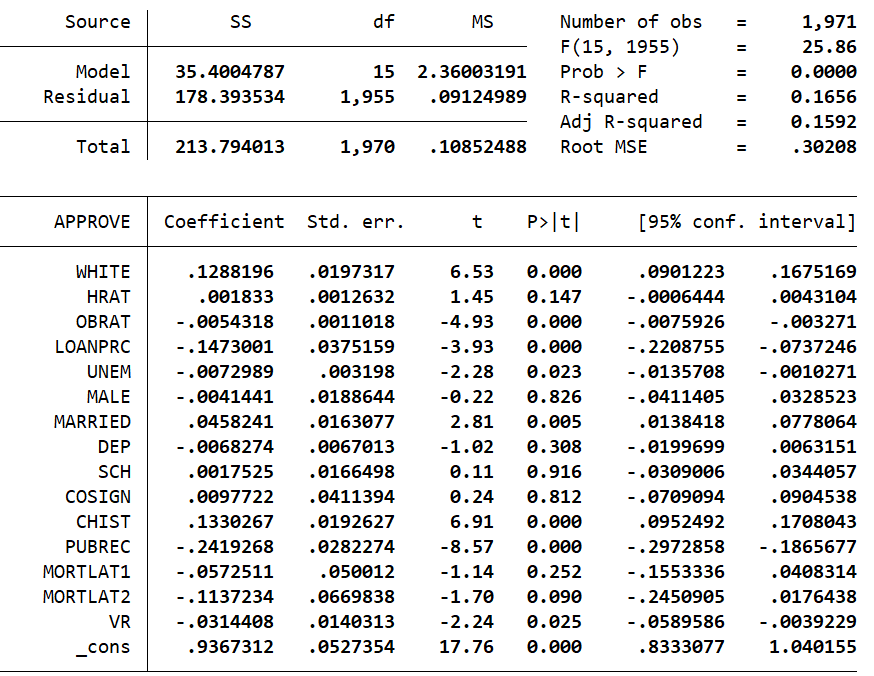 Source SS df MS Number of obs = 1,971
F(15, 1955) = 25.86
Model 35.4004787 15 2.36003191 Prob > F = 0.0000
Residual 178.393534 1,955 .09124989 R-squared = 0.1656
Adj R-squared = 0.1592
Total 213.794013 1,970 .10852488 Root MSE = .30208
APPROVE Coefficient Std. err. t P>|t| [95% conf. interval]
WHITE .1288196 .0197317 6.53 0.000 .0901223 .1675169
HRAT .001833 .0012632 1.45 0.147 -.0006444 .0043104
OBRAT -.0054318 .0011018 -4.93 0.000 -.0075926 -.003271
LOANPRC -.1473001 .0375159 -3.93 0.000 -.2208755 -.0737246
UNEM -.0072989 .003198 -2.28 0.023 -.0135708 -.0010271
MALE -.0041441 .0188644 -0.22 0.826 -.0411405 .0328523
MARRIED .0458241 .0163077 2.81 0.005 .0138418 .0778064
DEP -.0068274 .0067013 -1.02 0.308 -.0199699 .0063151
SCH .0017525 .0166498 0.11 0.916 -.0309006 .0344057
COSIGN .0097722 .0411394 0.24 0.812 -.0709094 .0904538
CHIST .1330267 .0192627 6.91 0.000 .0952492 .1708043
PUBREC -.2419268 .0282274 -8.57 0.000 -.2972858 -.1865677
MORTLAT1 -.0572511 .050012 -1.14 0.252 -.1553336 .0408314
MORTLAT2 -.1137234 .0669838 -1.70 0.090 -.2450905 .0176438
VR -.0314408 .0140313 -2.24 0.025 -.0589586 -.0039229
_cons .9367312 .0527354 17.76 0.000 .8333077 1.040155